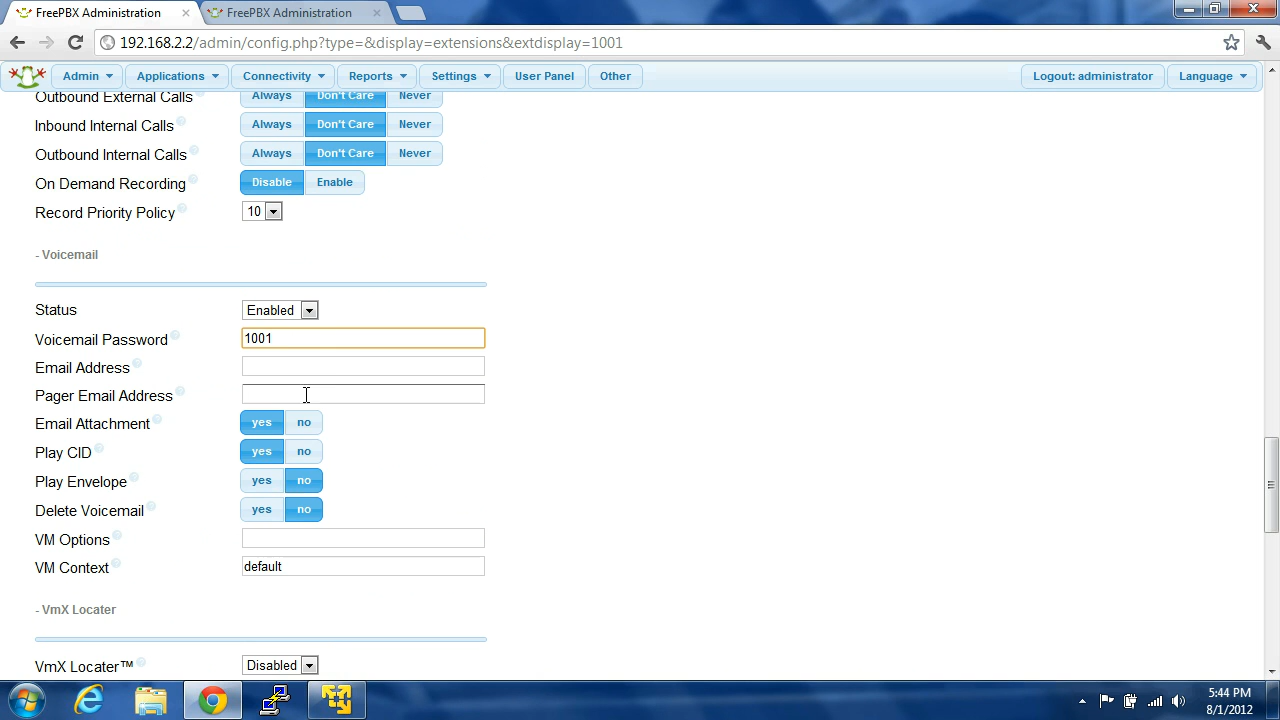 FreePBX Administration × FreePBX Administration ×
192.168.2.2/admin/config.php?type=&display=extensions&extdisplay=1001
Admin Applications Connectivity Reports Settings User Panel Other Logout: administrator Language
Outbound External Calls Always Don't Care Never
Inbound Internal Calls Always Don't Care Never
Outbound Internal Calls Always Don't Care Never
On Demand Recording Disable Enable
Record Priority Policy 10
- Voicemail
Status Enabled
Voicemail Password 1001
Email Address
Pager Email Address
Email Attachment yes no
Play CID yes no
Play Envelope yes no
Delete Voicemail yes no
VM Options
VM Context default
- VmX Locater
VmX Locater™ Disabled
5:44 PM
8/1/2012